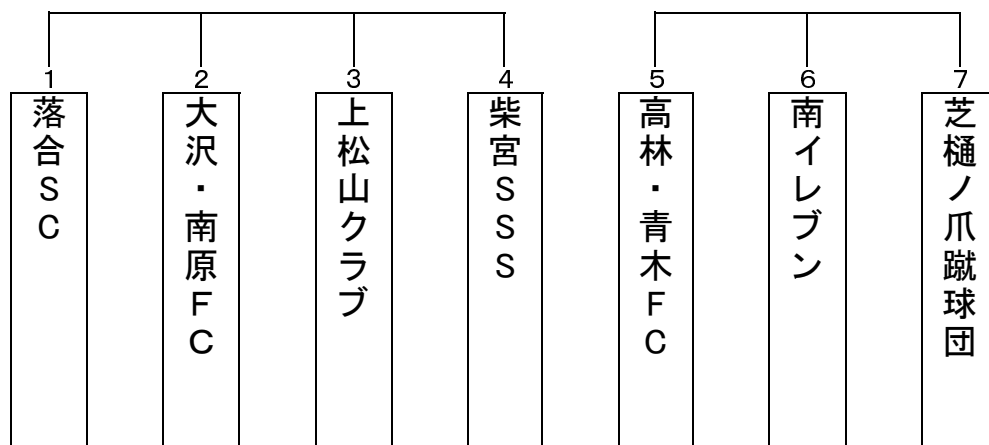 1
落合SC
2
大沢・南原FC
3
上松山クラブ
4
柴宮SSS
5
高林・青木FC
6
南イレブン
7
芝樋ノ爪蹴球団